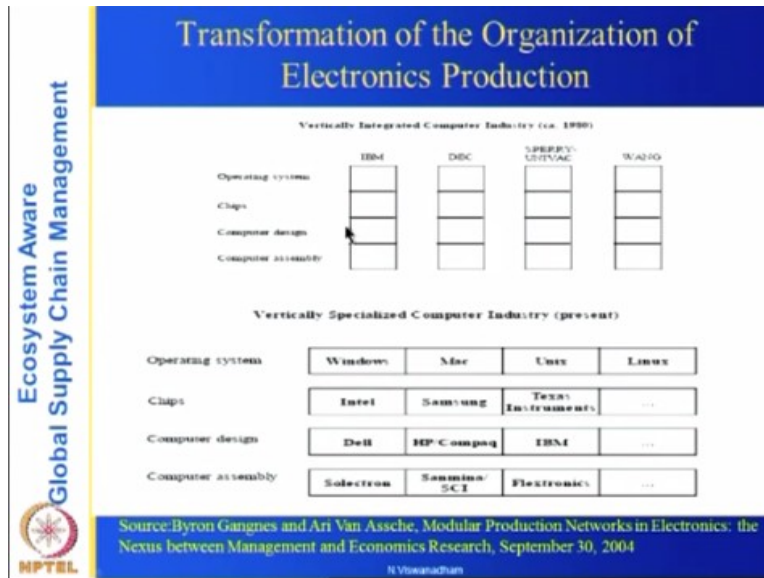 Transformation of the Organization of
Electronics Production
Ecosystem Aware
Global Supply Chain Management
Vertically Integrated Computer Industry (ca. 1980)
IBM DEC SPERRY-UNIVAC WANG
Operating system
Chips
Computer design
Computer assembly
Vertically Specialized Computer Industry (present)
Operating system Windows Mac Unix Linux
Chips Intel Samsung Texas Instruments ...
Computer design Dell HP-Compaq IBM ...
Computer assembly Solectron Sanmina/SCI Flextronics ...
Source:Byron Gangnes and Ari Van Assche, Modular Production Networks in Electronics: the
Nexus between Management and Economics Research, September 30, 2004
NPTEL
N.Viswanadham